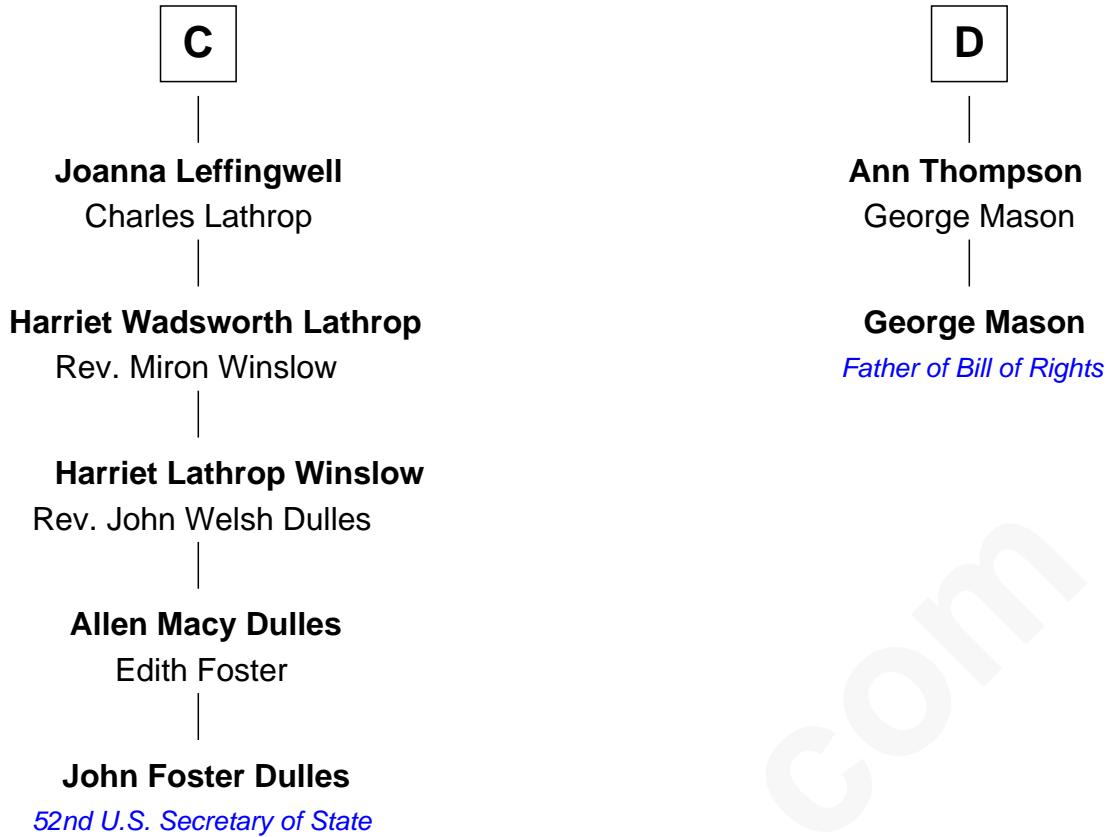 C
Joanna Leffingwell
Charles Lathrop
Harriet Wadsworth Lathrop
Rev. Miron Winslow
Harriet Lathrop Winslow
Rev. John Welsh Dulles
Allen Macy Dulles
Edith Foster
John Foster Dulles
52nd U.S. Secretary of State
D
Ann Thompson
George Mason
George Mason
Father of Bill of Rights
com